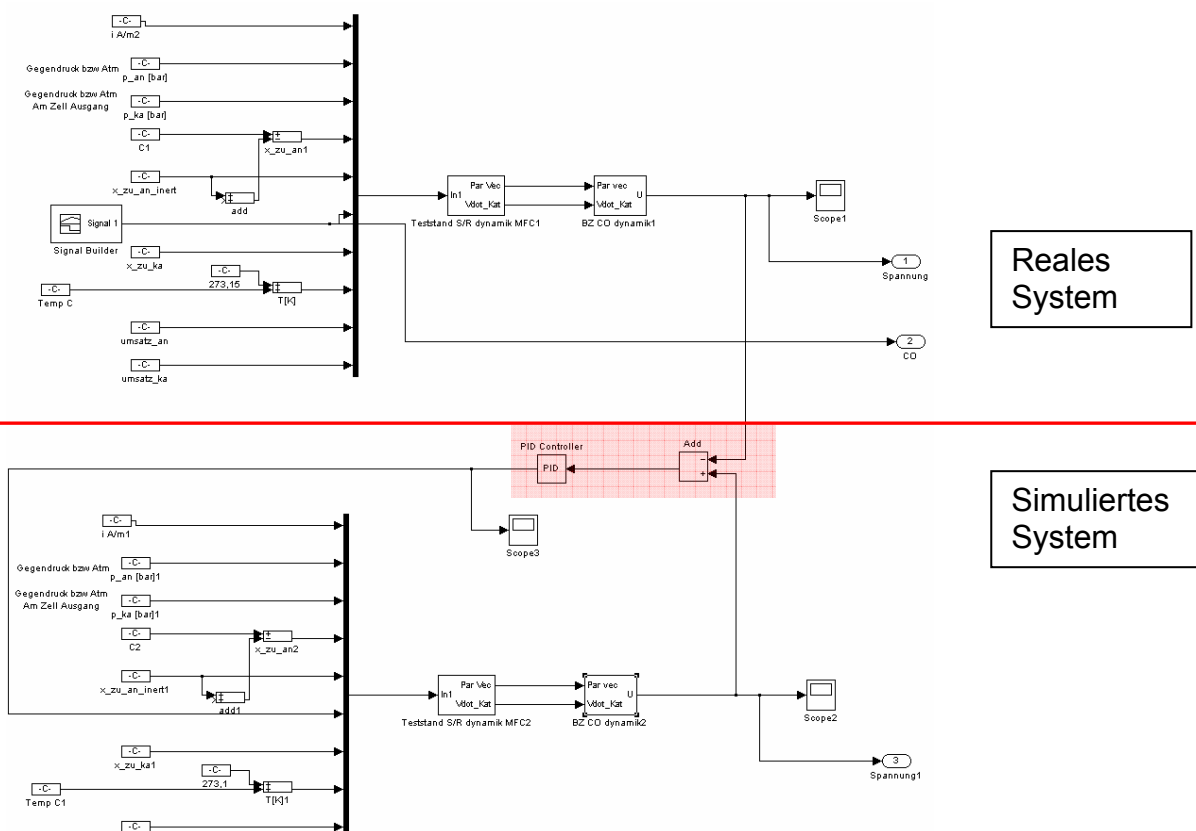 -C-
i A/m2
Gegendruck bzw Atm
-C-
p_an [bar]
Gegendruck bzw Atm
Am Zell Ausgang
-C-
p_ka [bar]
-C-
C1
x_zu_an1
-C-
x_zu_an_inert
add
Signal 1
Signal Builder
-C-
x_zu_ka
-C-
273,15
-C-
Temp C
T[K]
-C-
umsatz_an
-C-
umsatz_ka
In1
Par Vec
Vdot_Kat
Teststand S/R dynamik MFC1
Par vec
Vdot_Kat
U
BZ CO dynamik1
Scope1
1
Spannung
2
CO
Reales
System
PID Controller
PID
Add
Scope3
Simuliertes
System
-C-
i A/m1
Gegendruck bzw Atm
-C-
p_an [bar]1
Gegendruck bzw Atm
Am Zell Ausgang
-C-
p_ka [bar]1
-C-
C2
x_zu_an2
-C-
x_zu_an_inert1
add1
-C-
x_zu_ka1
-C-
273,1
-C-
Temp C1
T[K]1
-C-
In1
Par Vec
Vdot_Kat
Teststand S/R dynamik MFC2
Par vec
Vdot_Kat
U
BZ CO dynamik2
Scope2
3
Spannung1